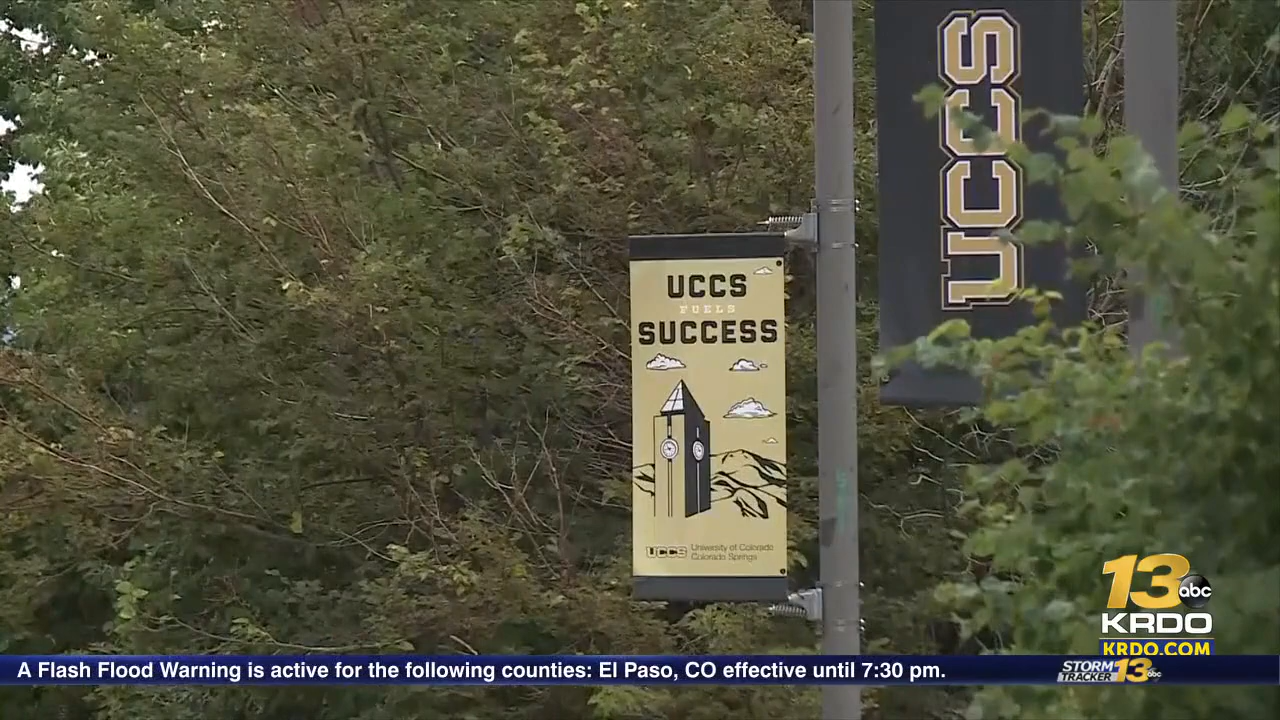 UCCS
UCCS
FUELS
SUCCESS
UCCS
University of Colorado
Colorado Springs
13
abc
KRDO
KRDO.COM
A Flash Flood Warning is active for the following counties: El Paso, CO effective until 7:30 pm.
STORM
TRACKER
13
abc